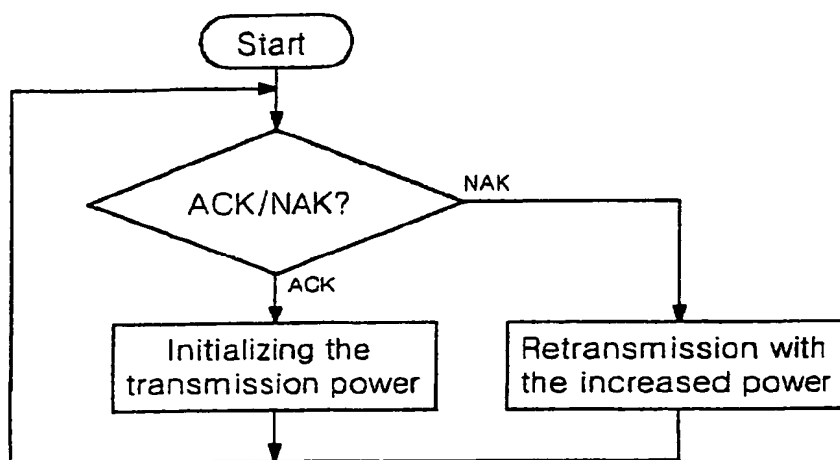 Start
ACK/NAK?
NAK
ACK
Initializing the
transmission power
Retransmission with
the increased power